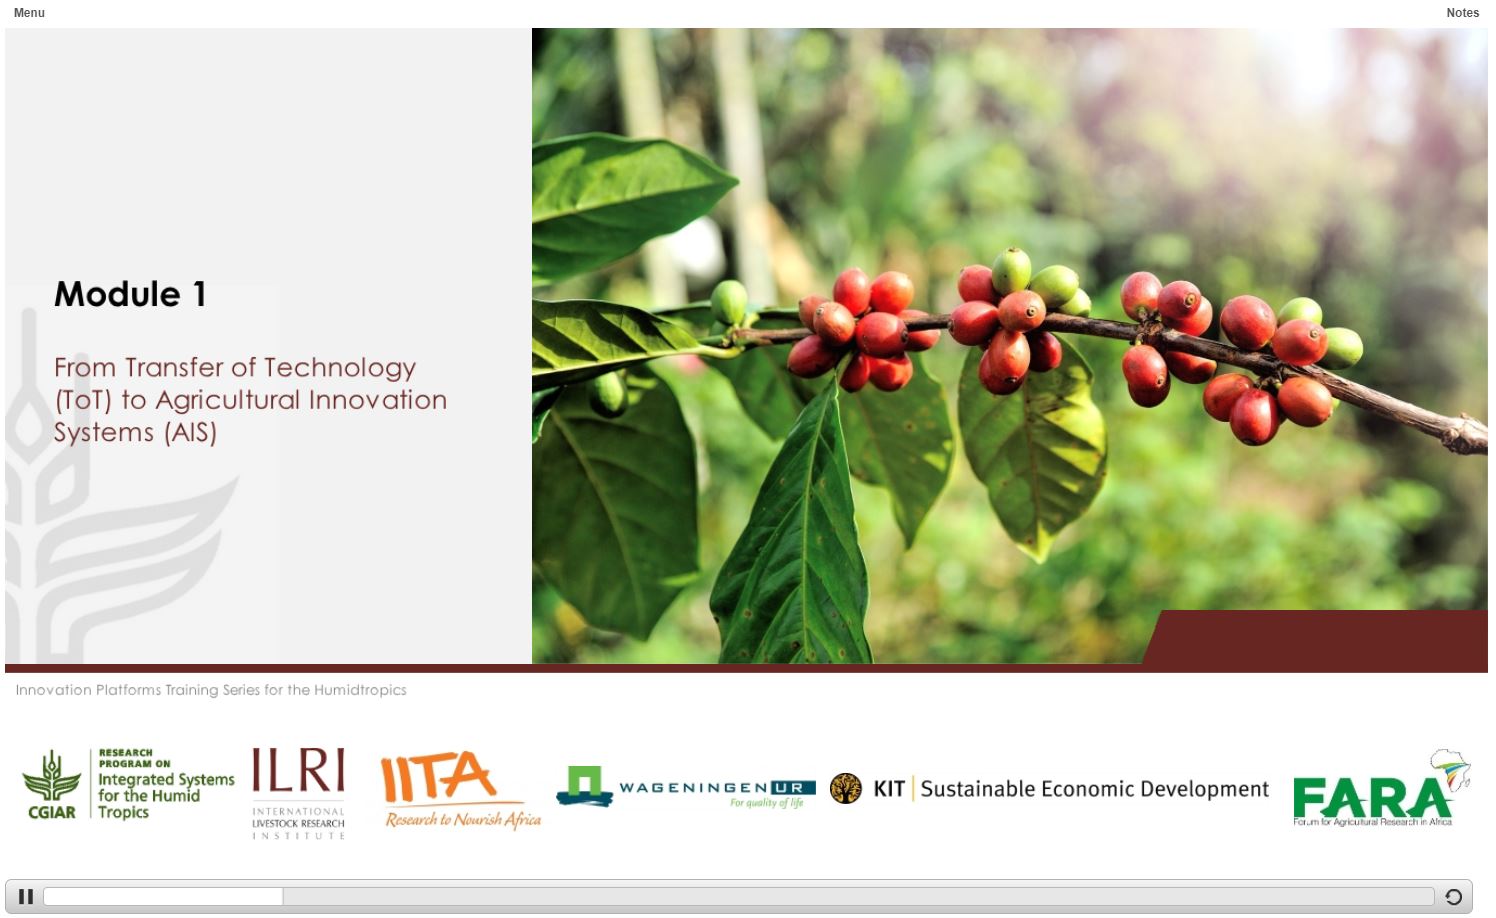 Menu
Notes
Module 1
From Transfer of Technology
(ToT) to Agricultural Innovation
Systems (AIS)
Innovation Platforms Training Series for the Humidtropics
CGIAR
RESEARCH
PROGRAM ON
Integrated Systems
for the Humid
Tropics
ILRI
INTERNATIONAL
LIVESTOCK RESEARCH
INSTITUTE
IITA
Research to Nourish Africa
WAGENINGEN UR
For quality of life
KIT | Sustainable Economic Development
FARA
Forum for Agricultural Research in Africa